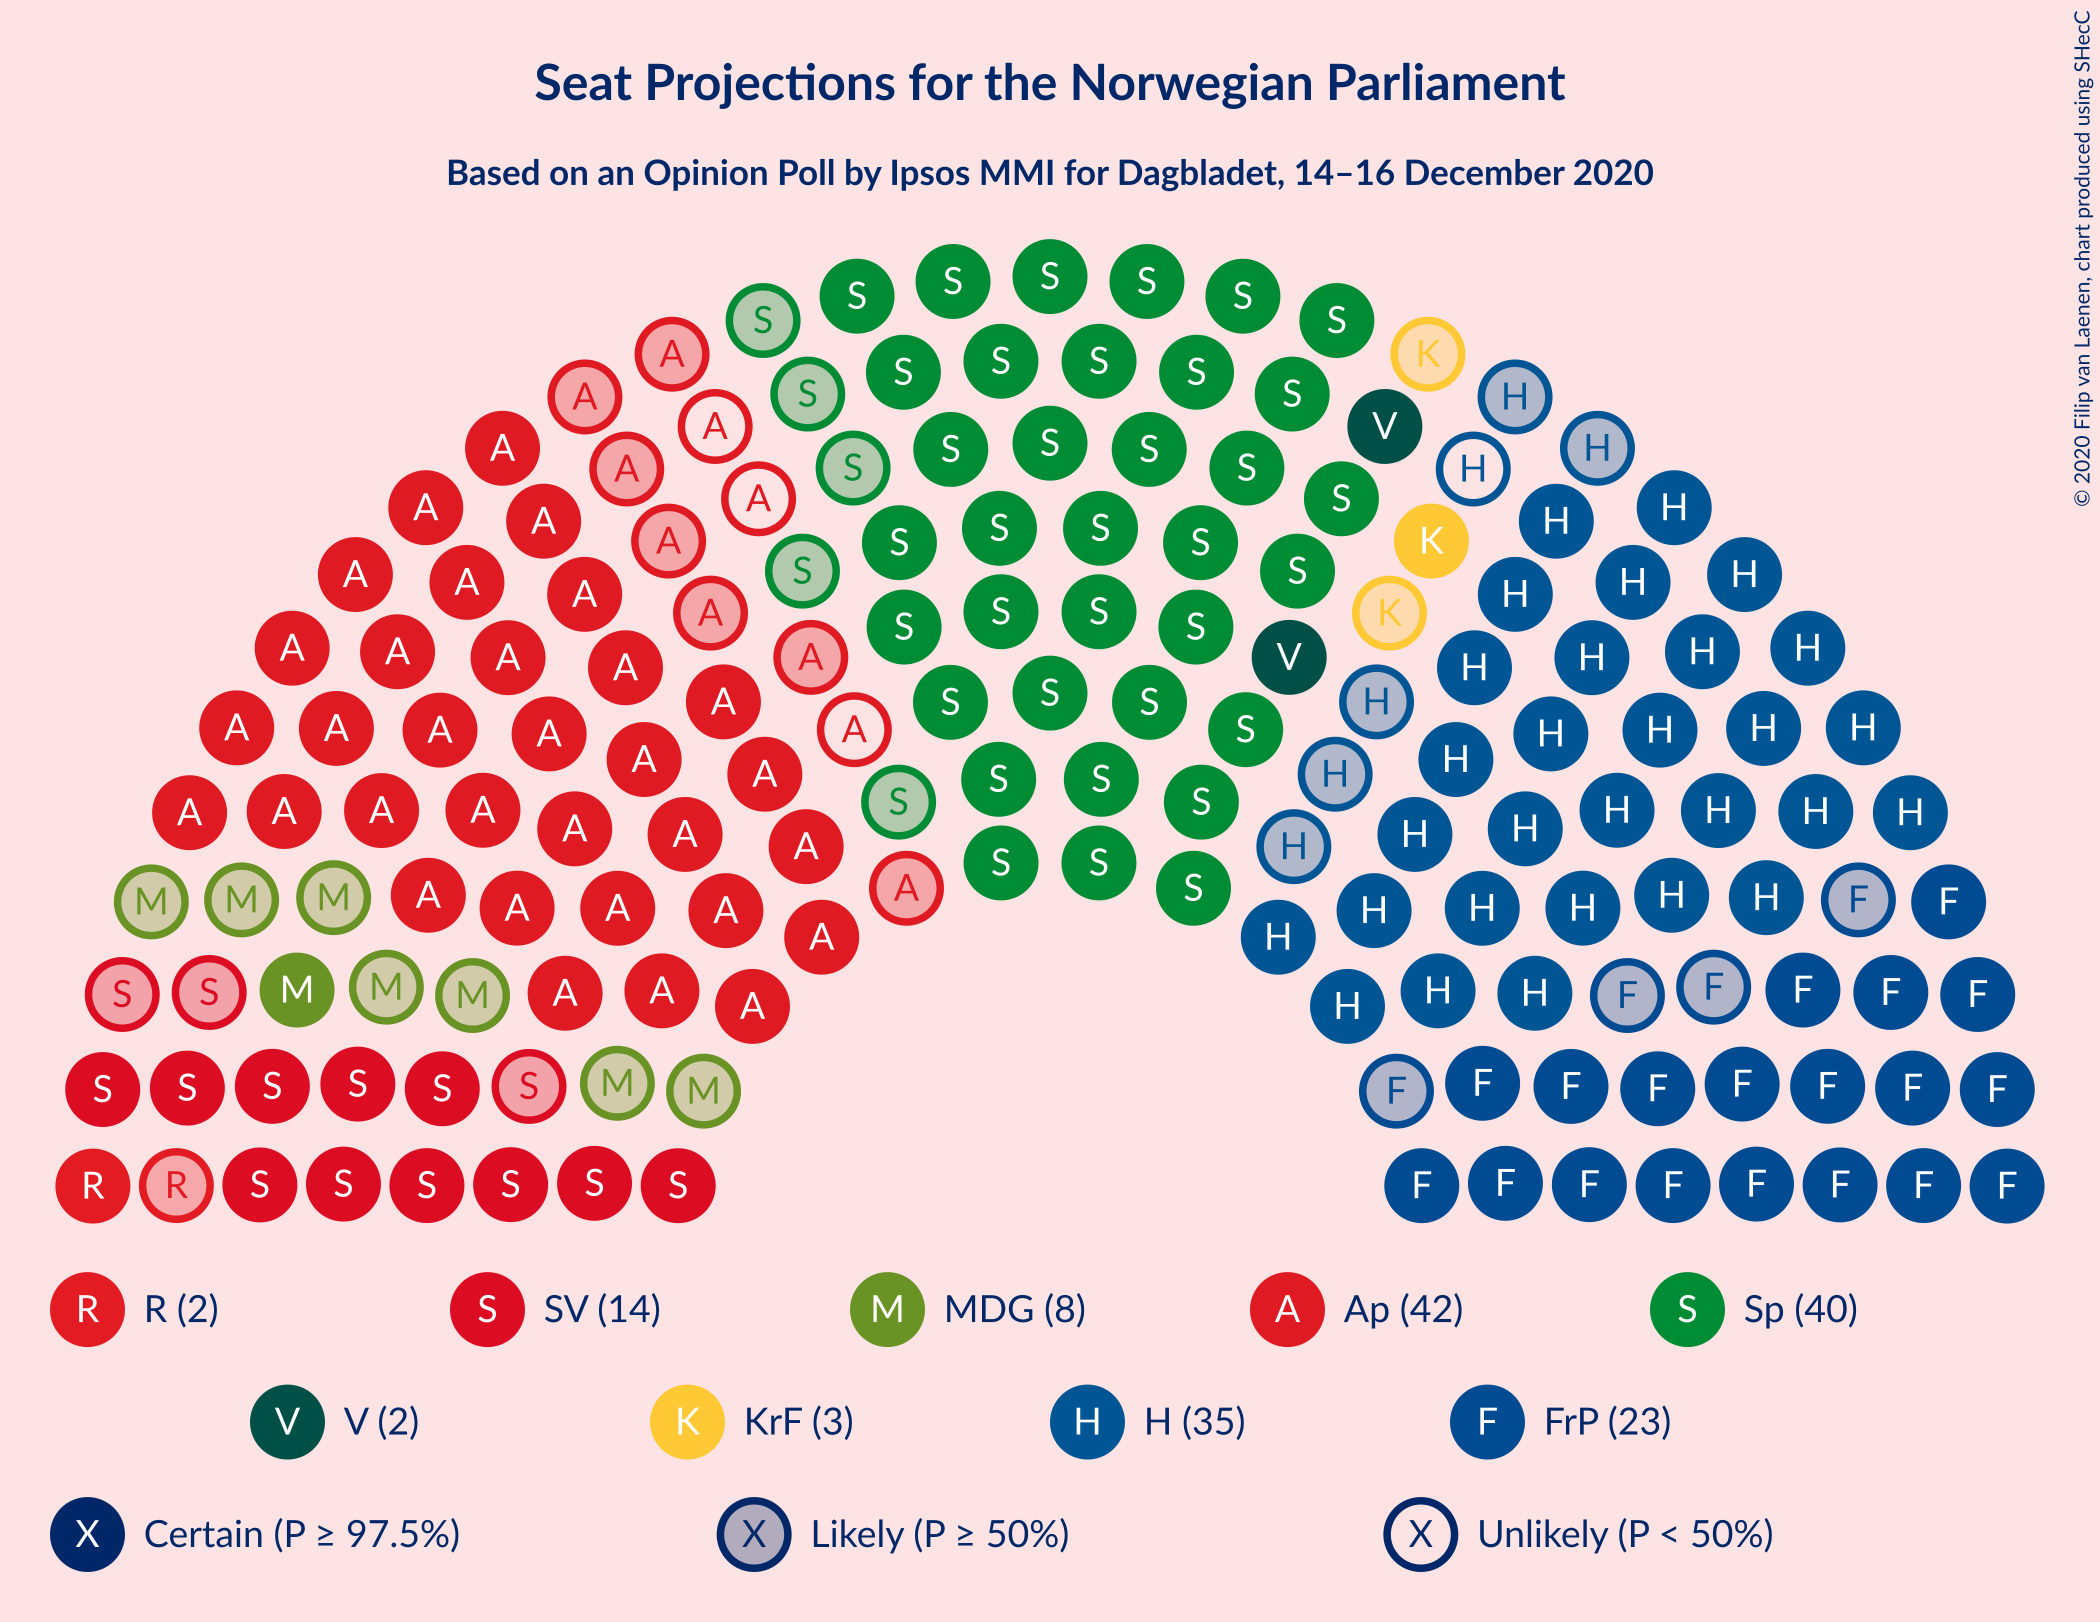 Seat Projections for the Norwegian Parliament
Based on an Opinion Poll by Ipsos MMI for Dagbladet, 14–16 December 2020
© 2020 Filip van Laenen, chart produced using SHecC
S S S S S S S
A S S S S S S K
A A S S S S S V H
A A S S S S S H H
A A A S S S S S K H H
A A A S S S S S K H H
A A A A S S S S V H H H
A A A A A S S S S H H H H
A A A A A A S S S H H H H H H
A A A A A A A S S S H H H H H H H
M M M A A A A A A S S S H H H H H H F F
S S M M M A A A H H H F F F F F
S S S S S S M M F F F F F F F F
R R S S S S S S F F F F F F F F
R R (2) S SV (14) M MDG (8) A Ap (42) S Sp (40)
V V (2) K KrF (3) H H (35) F FrP (23)
X Certain (P ≥ 97.5%) X Likely (P ≥ 50%) X Unlikely (P < 50%)